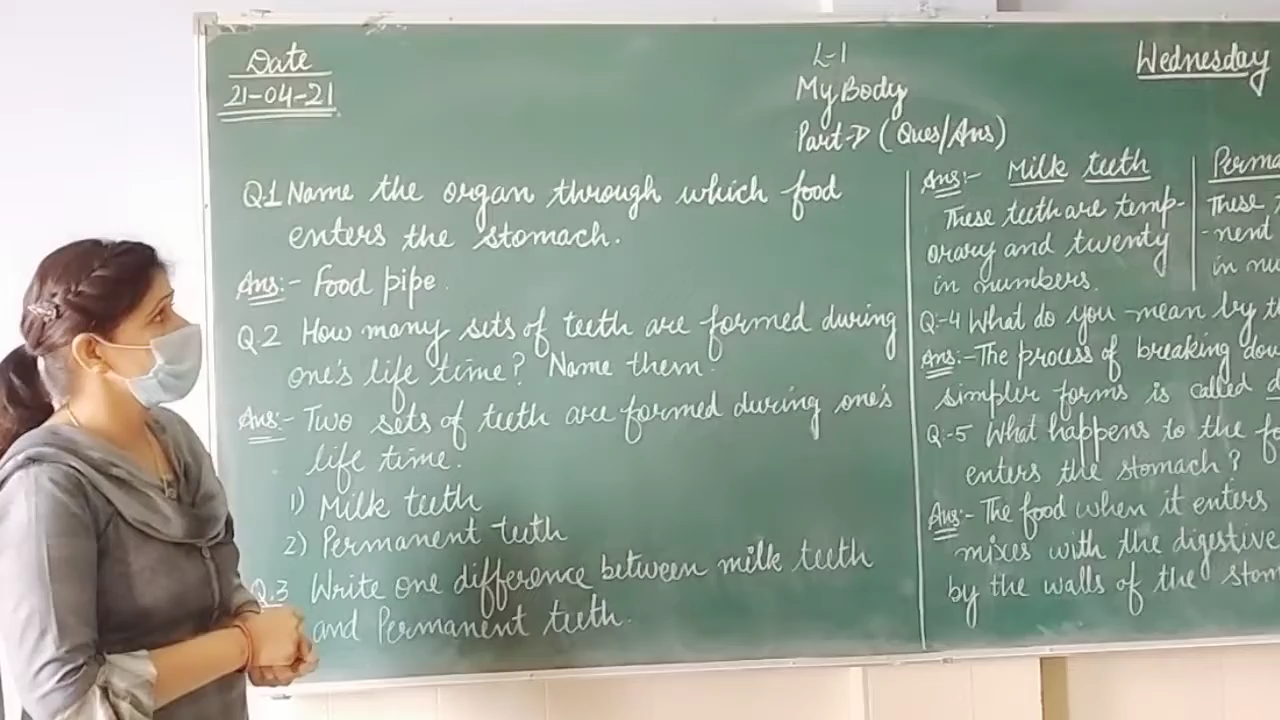 Date
21-04-21
L-1
My Body
Part-D (Ques/Ans)
Wednesday
Q.1 Name the organ through which food
enters the stomach.
Ans:- Food pipe.
Q.2 How many sets of teeth are formed during
one's life time? Name them.
Ans:- Two sets of teeth are formed during one's
life time.
1) Milk teeth
2) Permanent teeth
Q.3 Write one difference between milk teeth
and Permanent teeth.
Ans:- Milk teeth
These teeth are temp-
orary and twenty
in numbers.
These
-nent
in
Q:-4 What do you mean by
Ans:- The process of breaking
simpler forms is called
Q:-5 What happens to the
enters the stomach?
Ans:- The food when it enters
mixes with the digestive
by the walls of the